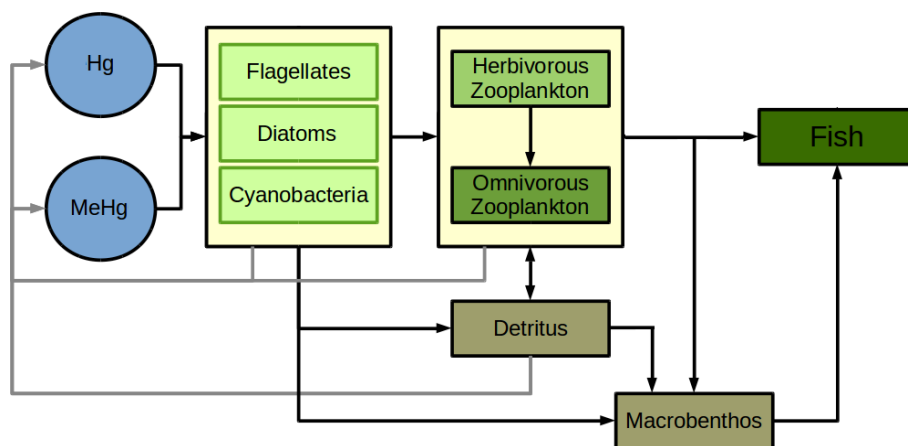 Hg
MeHg
Flagellates
Diatoms
Cyanobacteria
Herbivorous
Zooplankton
Omnivorous
Zooplankton
Fish
Detritus
Macrobenthos